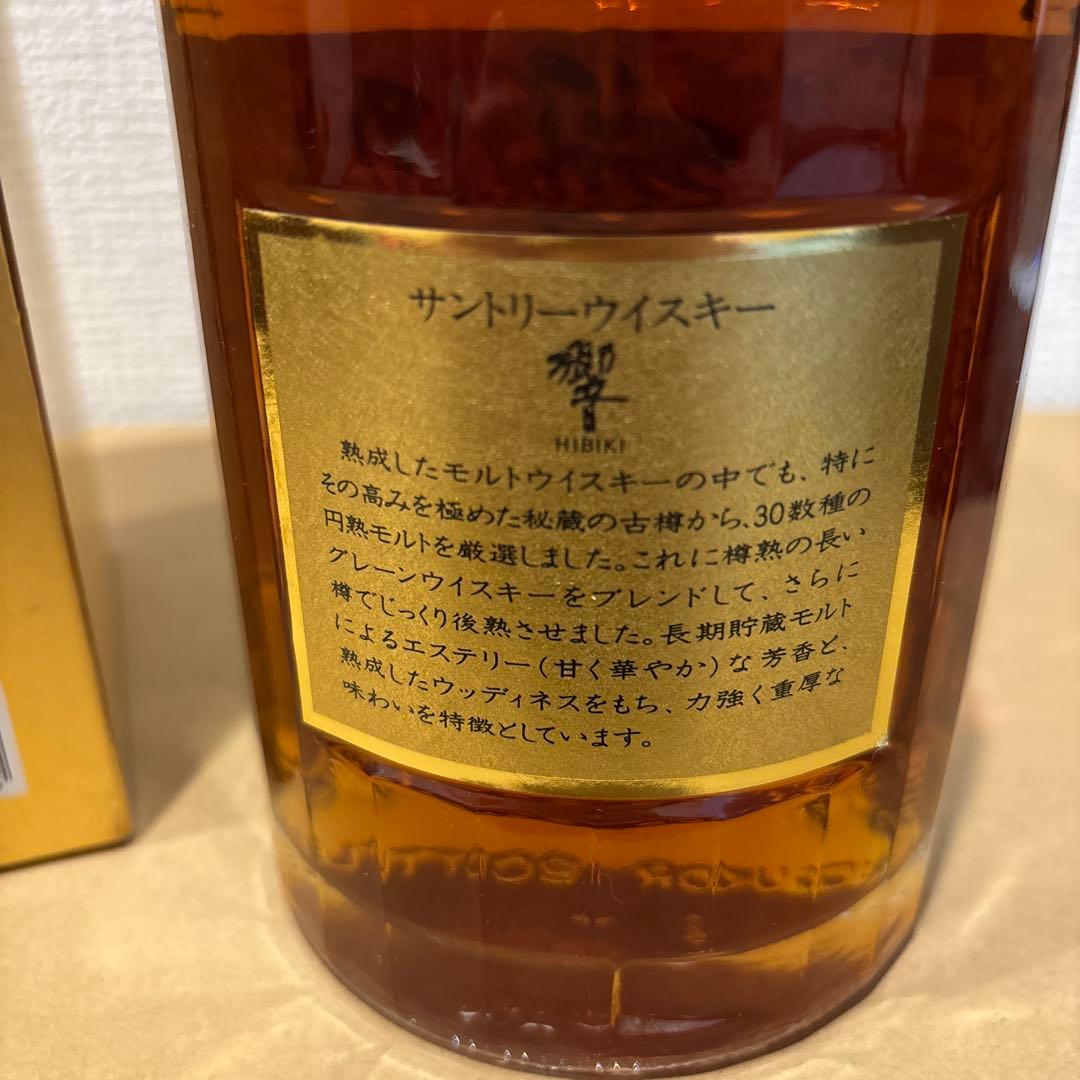 サントリーウイスキー
響
HIBIKI
熟成したモルトウイスキーの中でも、特に
その高みを極めた秘蔵の古樽から、30数種の
円熟モルトを厳選しました。これに樽熟の長い
グレーンウイスキーをブレンドして、さらに
樽でじっくり後熟させました。長期貯蔵モルト
によるエステリー(甘く華やか)な芳香と、
熟成したウッディネスをもち、力強く重厚な
味わいを特徴としています。